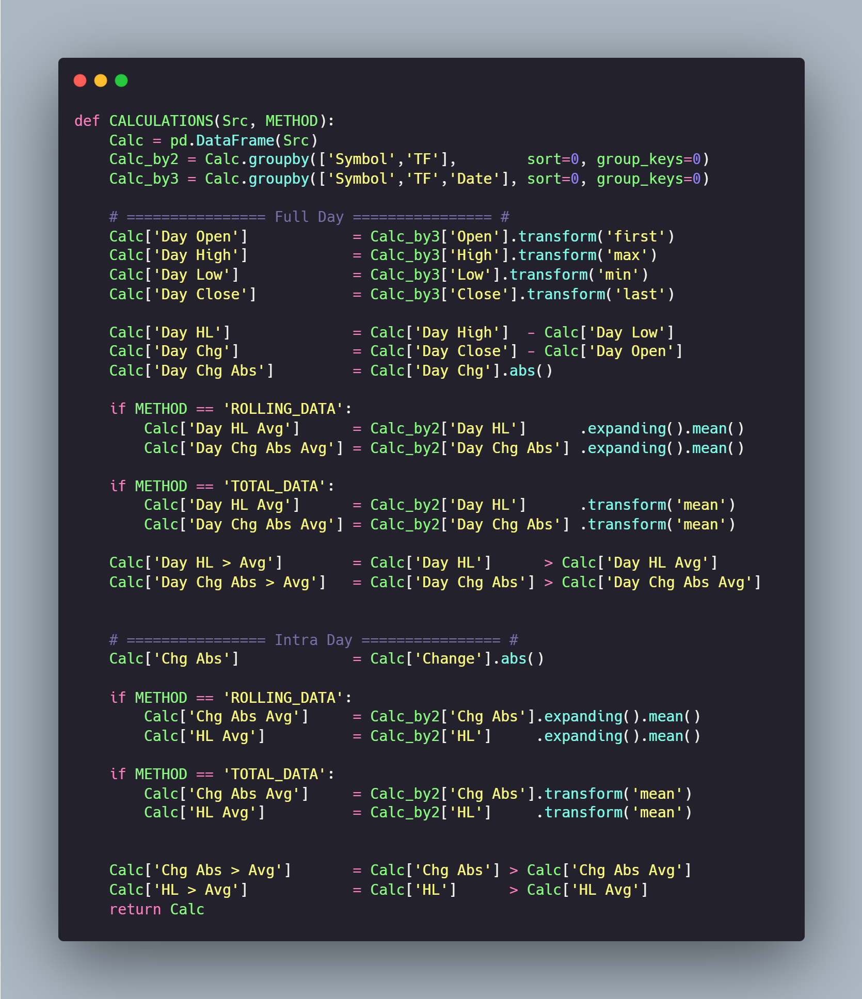 def CALCULATIONS(Src, METHOD):
    Calc = pd.DataFrame(Src)
    Calc_by2 = Calc.groupby(['Symbol','TF'],        sort=0, group_keys=0)
    Calc_by3 = Calc.groupby(['Symbol','TF','Date'], sort=0, group_keys=0)

    # ================ Full Day ================ #
    Calc['Day Open']            = Calc_by3['Open'].transform('first')
    Calc['Day High']            = Calc_by3['High'].transform('max')
    Calc['Day Low']             = Calc_by3['Low'].transform('min')
    Calc['Day Close']           = Calc_by3['Close'].transform('last')

    Calc['Day HL']              = Calc['Day High']  - Calc['Day Low']
    Calc['Day Chg']             = Calc['Day Close'] - Calc['Day Open']
    Calc['Day Chg Abs']         = Calc['Day Chg'].abs()

    if METHOD == 'ROLLING_DATA':
        Calc['Day HL Avg']      = Calc_by2['Day HL']      .expanding().mean()
        Calc['Day Chg Abs Avg'] = Calc_by2['Day Chg Abs'] .expanding().mean()

    if METHOD == 'TOTAL_DATA':
        Calc['Day HL Avg']      = Calc_by2['Day HL']      .transform('mean')
        Calc['Day Chg Abs Avg'] = Calc_by2['Day Chg Abs'] .transform('mean')

    Calc['Day HL > Avg']        = Calc['Day HL']      > Calc['Day HL Avg']
    Calc['Day Chg Abs > Avg']   = Calc['Day Chg Abs'] > Calc['Day Chg Abs Avg']


    # ================ Intra Day ================ #
    Calc['Chg Abs']             = Calc['Change'].abs()

    if METHOD == 'ROLLING_DATA':
        Calc['Chg Abs Avg']     = Calc_by2['Chg Abs'].expanding().mean()
        Calc['HL Avg']          = Calc_by2['HL']     .expanding().mean()

    if METHOD == 'TOTAL_DATA':
        Calc['Chg Abs Avg']     = Calc_by2['Chg Abs'].transform('mean')
        Calc['HL Avg']          = Calc_by2['HL']     .transform('mean')


    Calc['Chg Abs > Avg']       = Calc['Chg Abs'] > Calc['Chg Abs Avg']
    Calc['HL > Avg']            = Calc['HL']      > Calc['HL Avg']
    return Calc